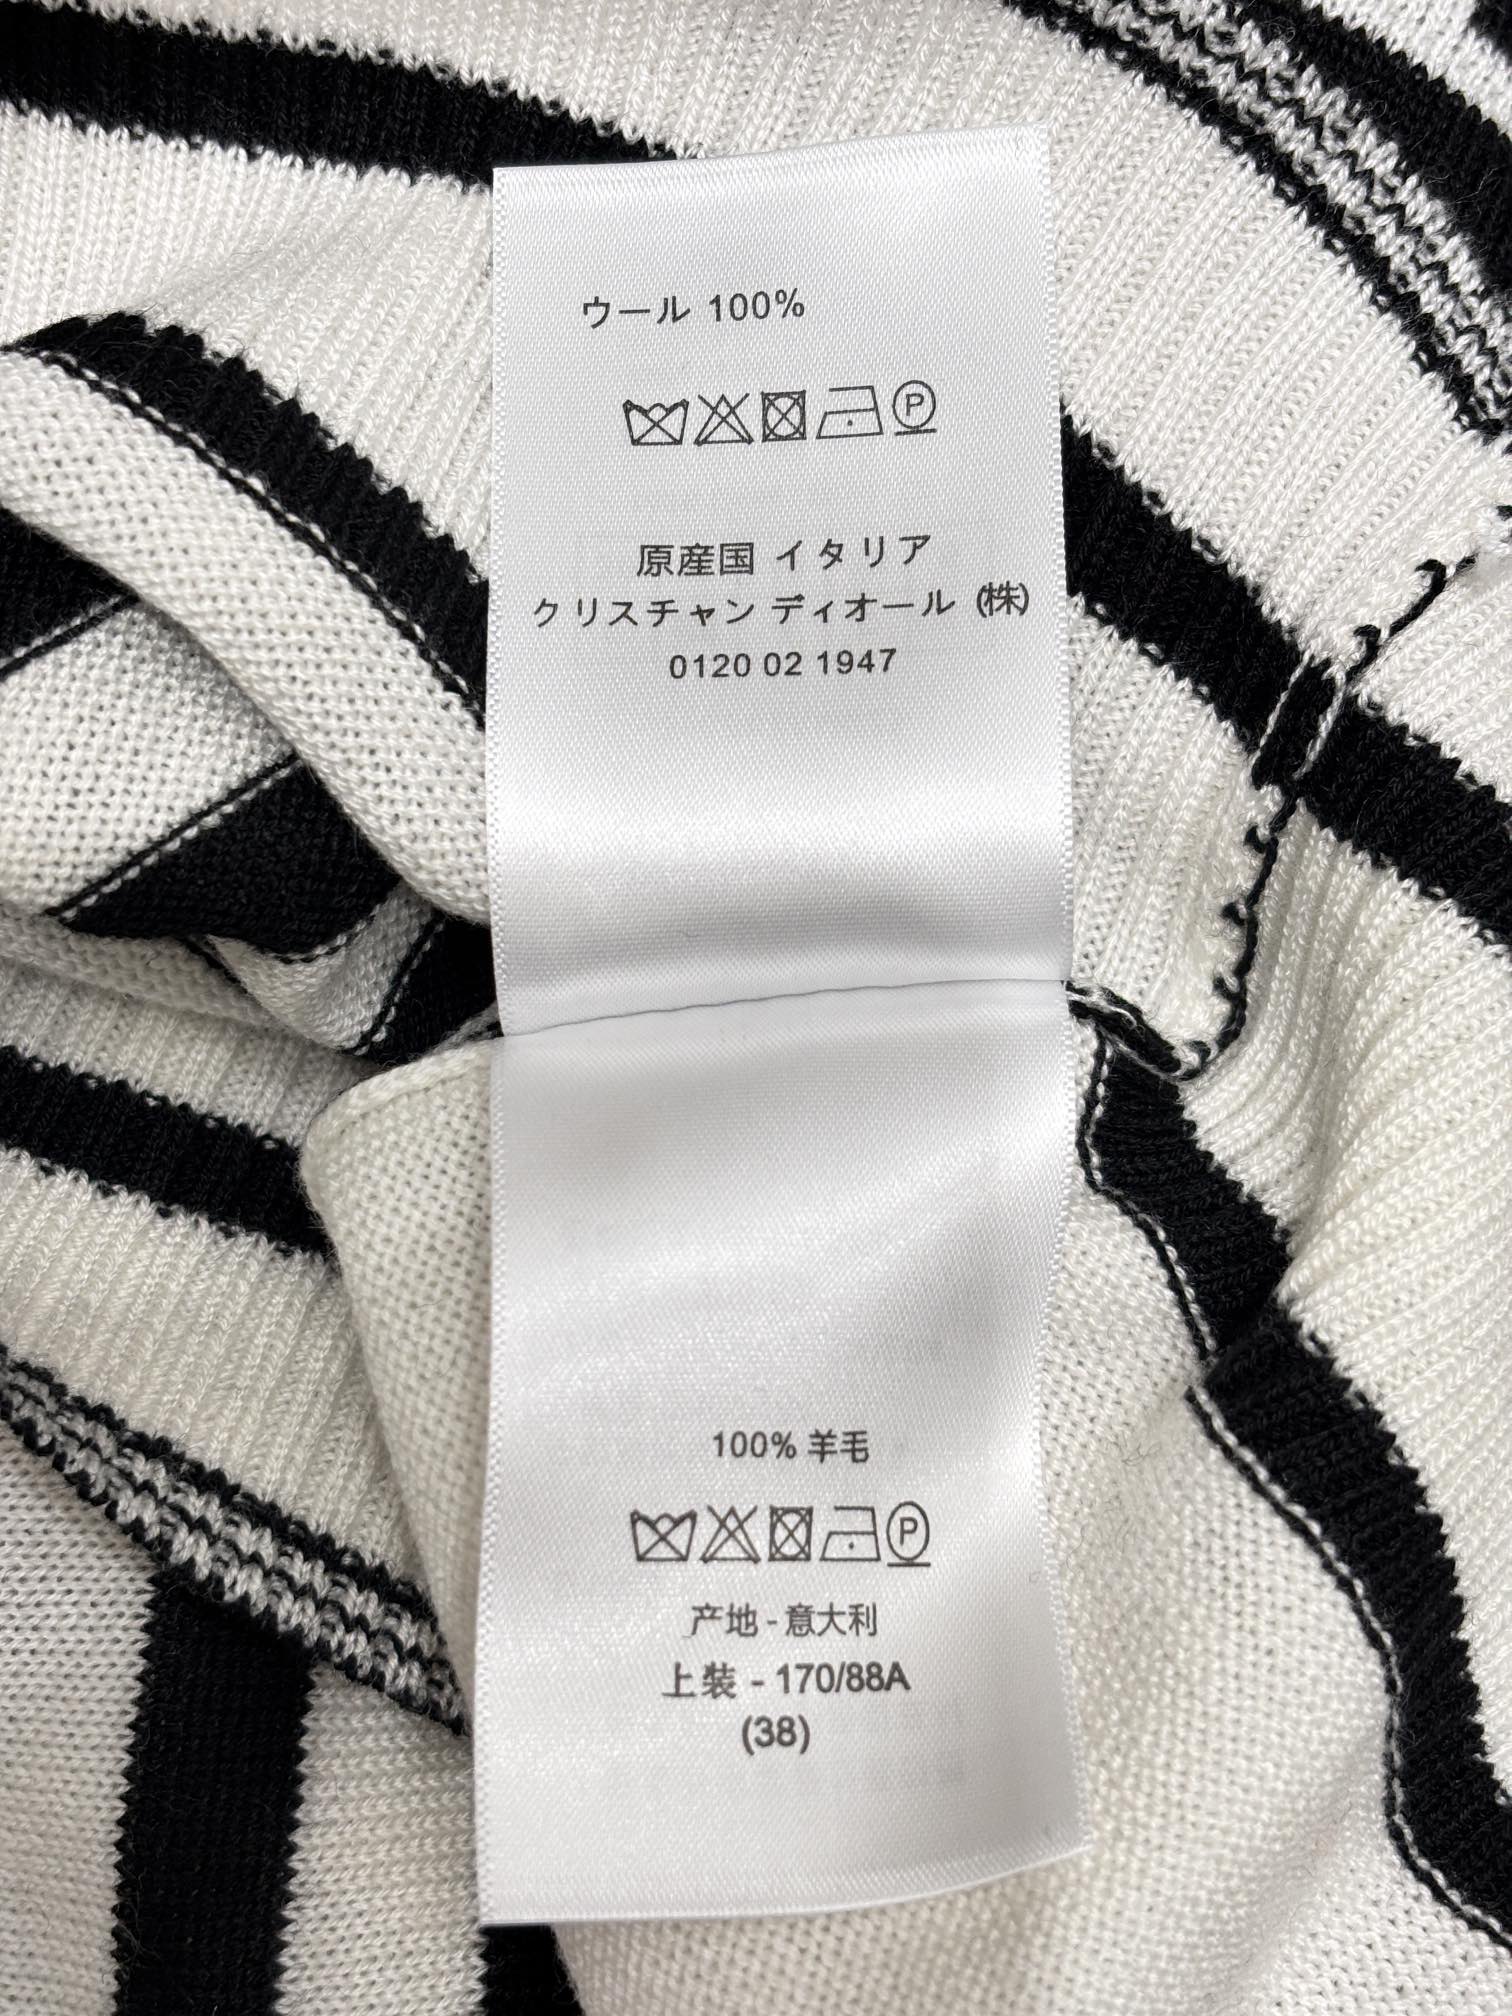 ウール 100%
P
原産国 イタリア
クリスチャン ディオール (株)
0120 02 1947
100% 羊毛
P
产地 - 意大利
上装 - 170/88A
(38)